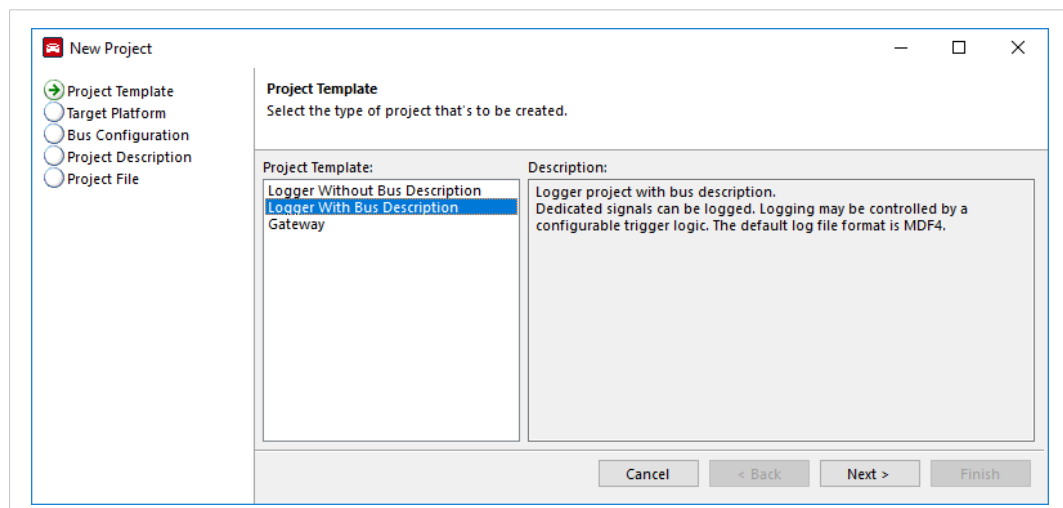 New Project
Project Template
Target Platform
Bus Configuration
Project Description
Project File
Project Template
Select the type of project that's to be created.
Project Template:
Logger Without Bus Description
Logger With Bus Description
Gateway
Description:
Logger project with bus description.
Dedicated signals can be logged. Logging may be controlled by a
configurable trigger logic. The default log file format is MDF4.
Cancel
< Back
Next >
Finish